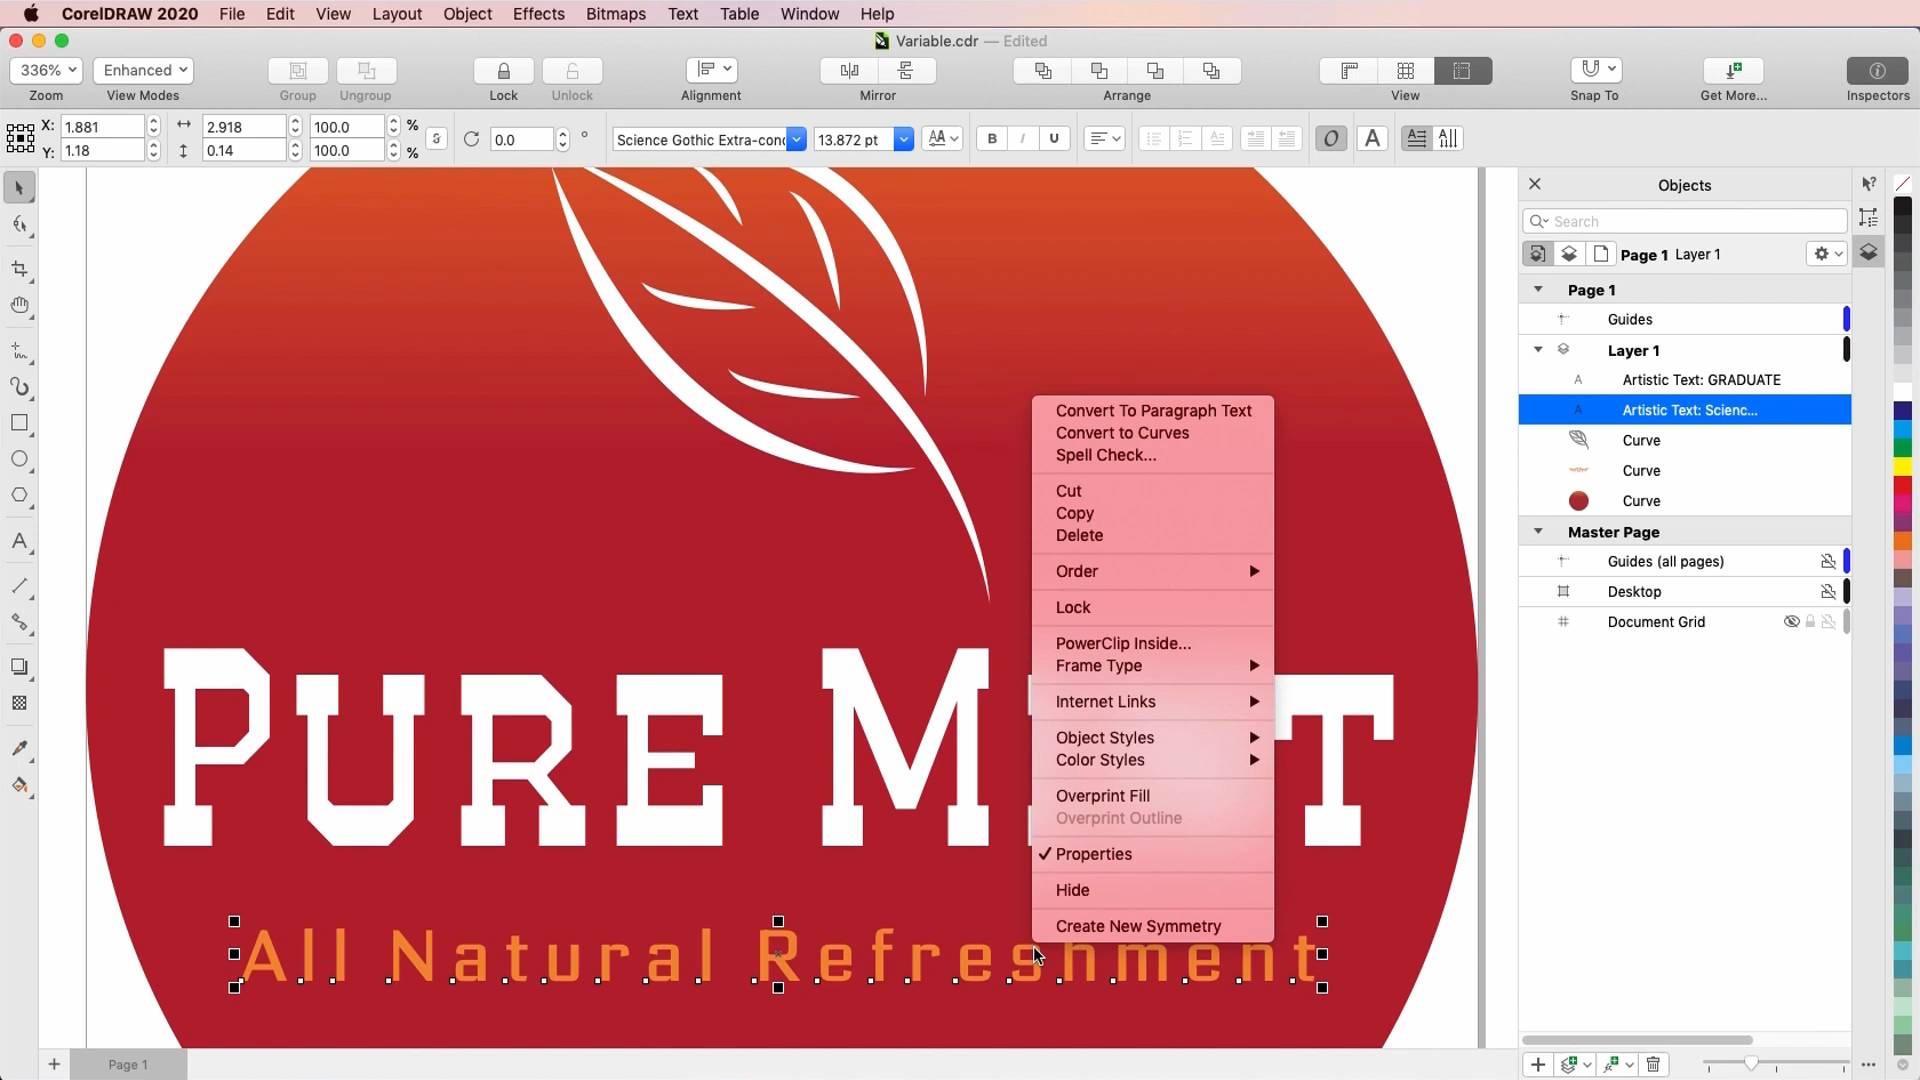 CorelDRAW 2020 File Edit View Layout Object Effects Bitmaps Text Table Window Help
Variable.cdr — Edited
336% Enhanced
Zoom View Modes Group Ungroup Lock Unlock Alignment Mirror Arrange View Snap To Get More... Inspectors
X: 1.881 2.918 100.0 %
Y: 1.18 0.14 100.0 %
0.0 °
Science Gothic Extra-con
13.872 pt
B I U
Objects
Search
Page 1 Layer 1
Page 1
Guides
Layer 1
Artistic Text: GRADUATE
Artistic Text: Scienc...
Curve
Curve
Curve
Master Page
Guides (all pages)
Desktop
Document Grid
Convert To Paragraph Text
Convert to Curves
Spell Check...
Cut
Copy
Delete
Order
Lock
PowerClip Inside...
Frame Type
Internet Links
Object Styles
Color Styles
Overprint Fill
Overprint Outline
Properties
Hide
Create New Symmetry
PURE M T
All Natural Refreshment
Page 1